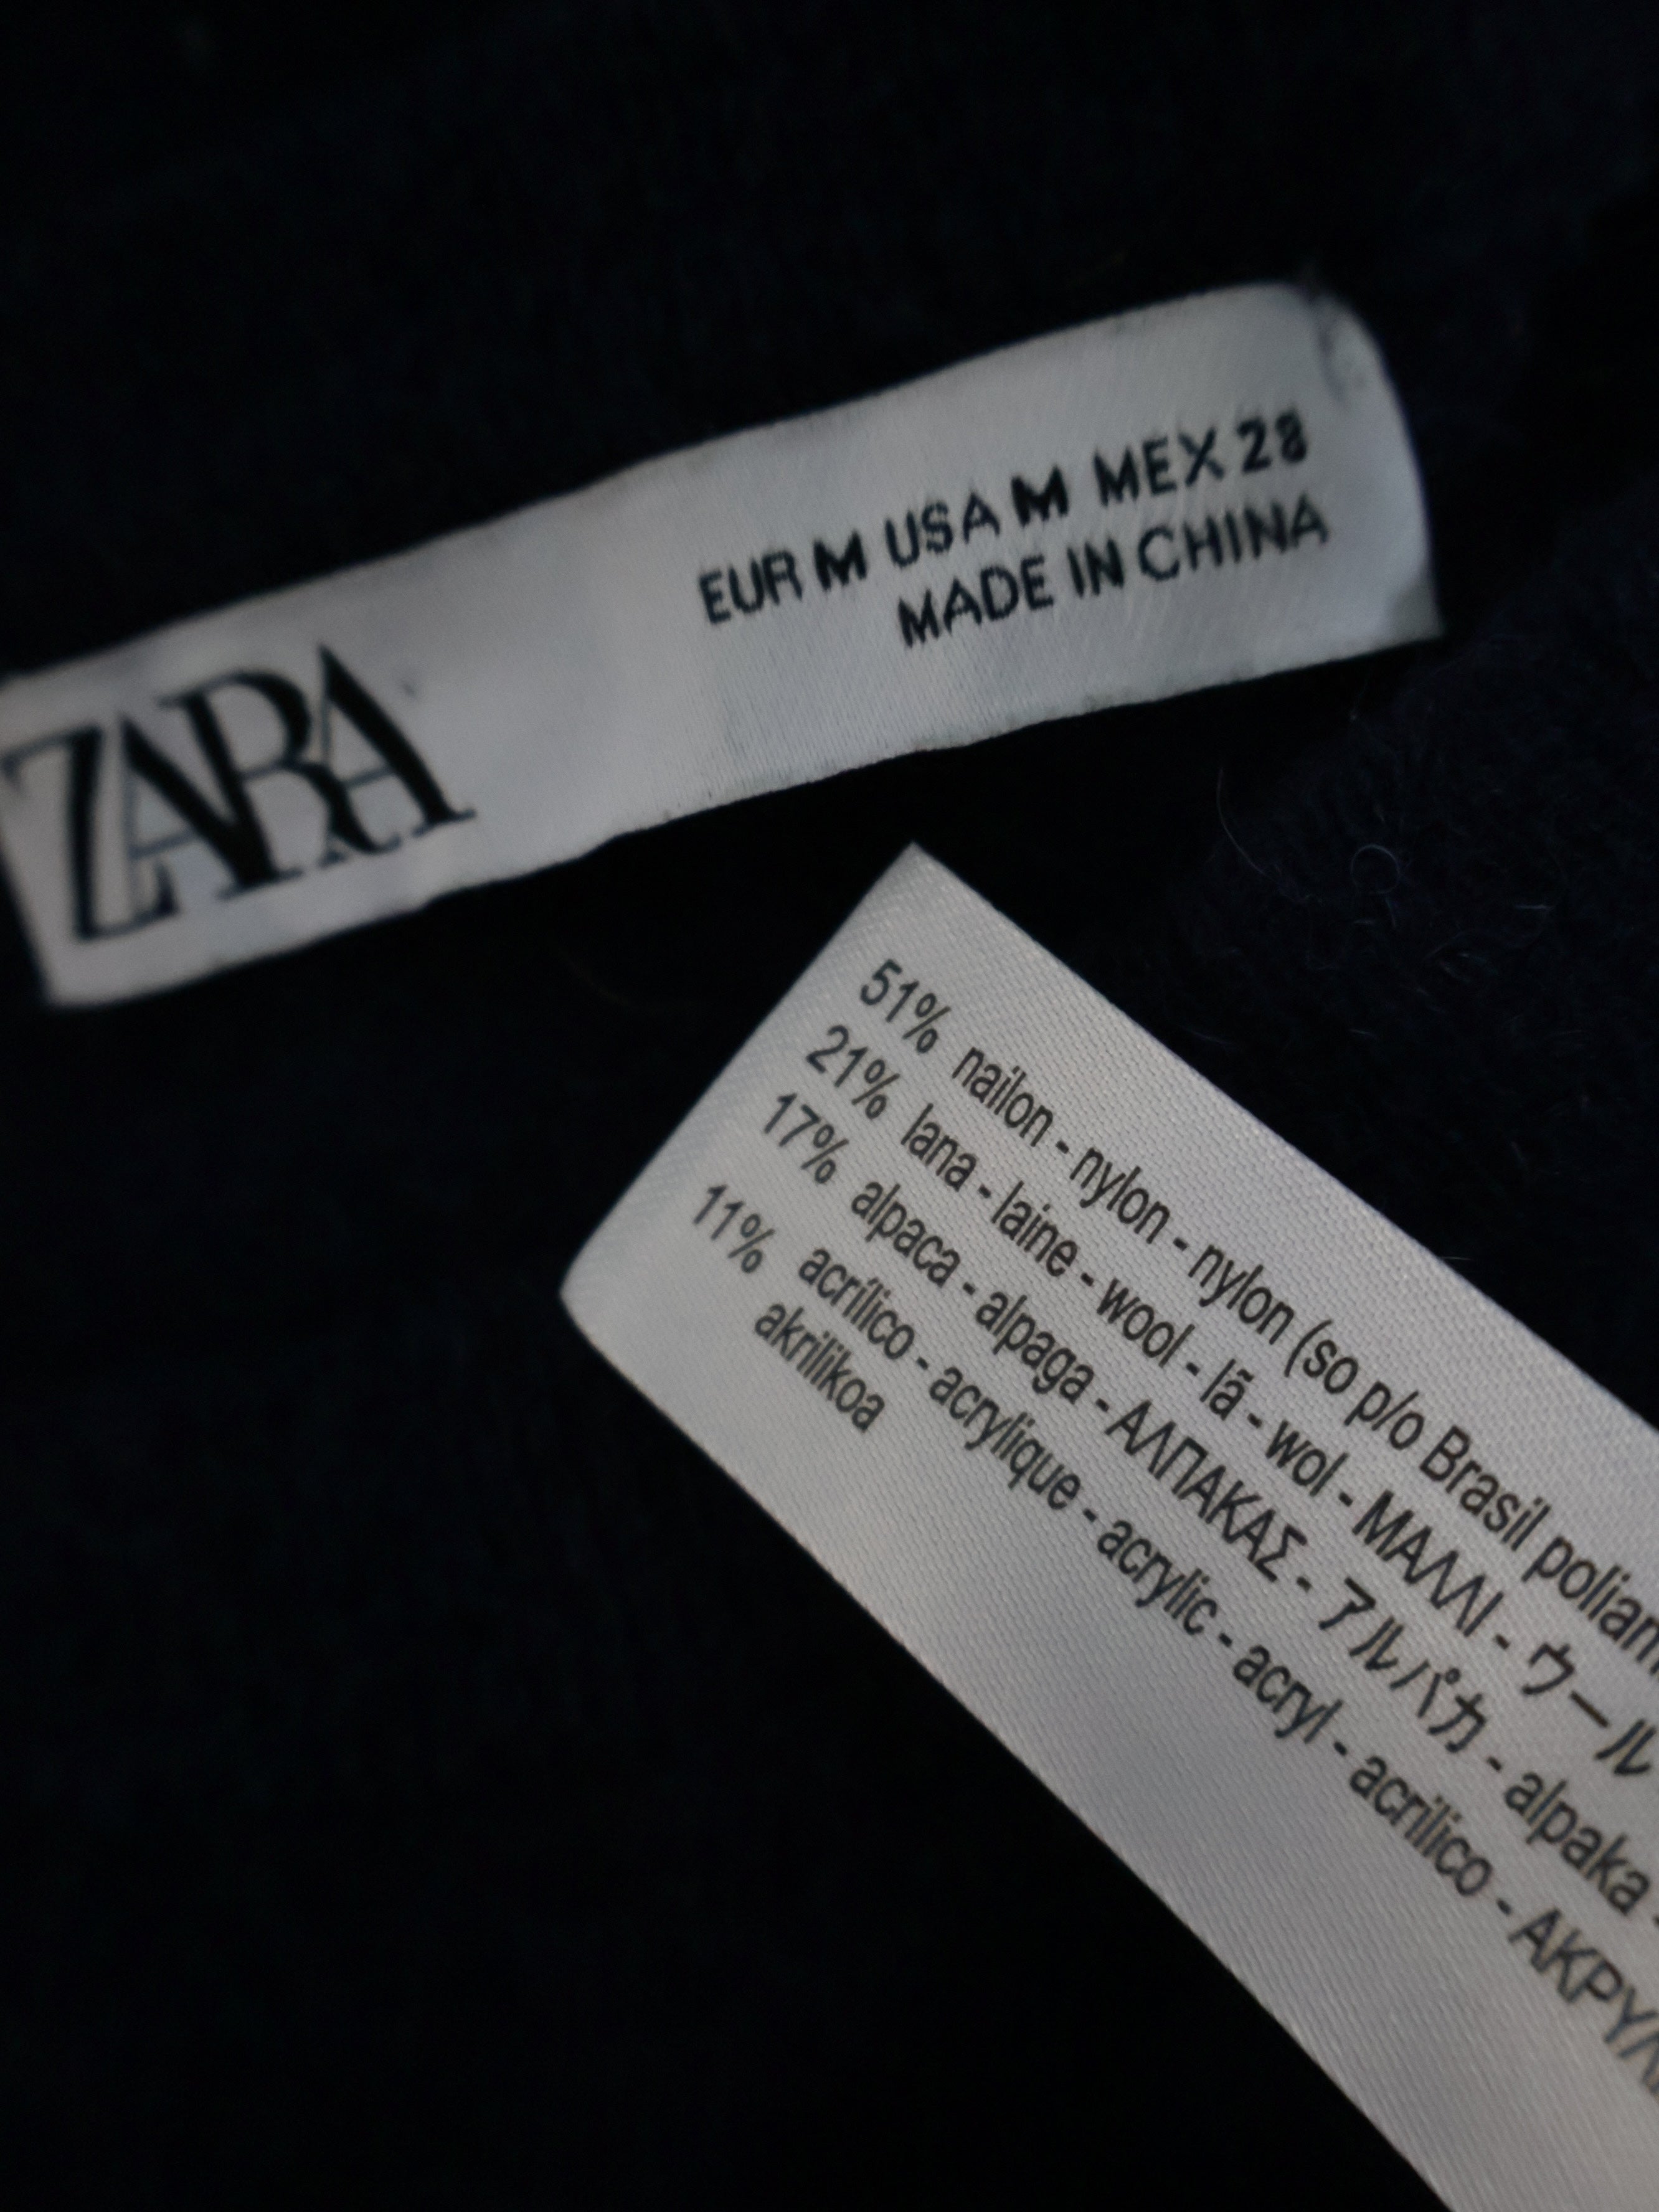 ZARA
EUR M USA M MEX 28
MADE IN CHINA
51% nailon - nylon - nylon (so p/o Brasil
21% lana - laine - wool - lã - wol - ΜΑΛΛΙ - ウール
17% alpaca - alpaga - ΑΛΠΑΚΑΣ - アルパカ - alpaka -
11% acrílico - acrylique - acrylic - acryl - acrilico -
akrilikoa